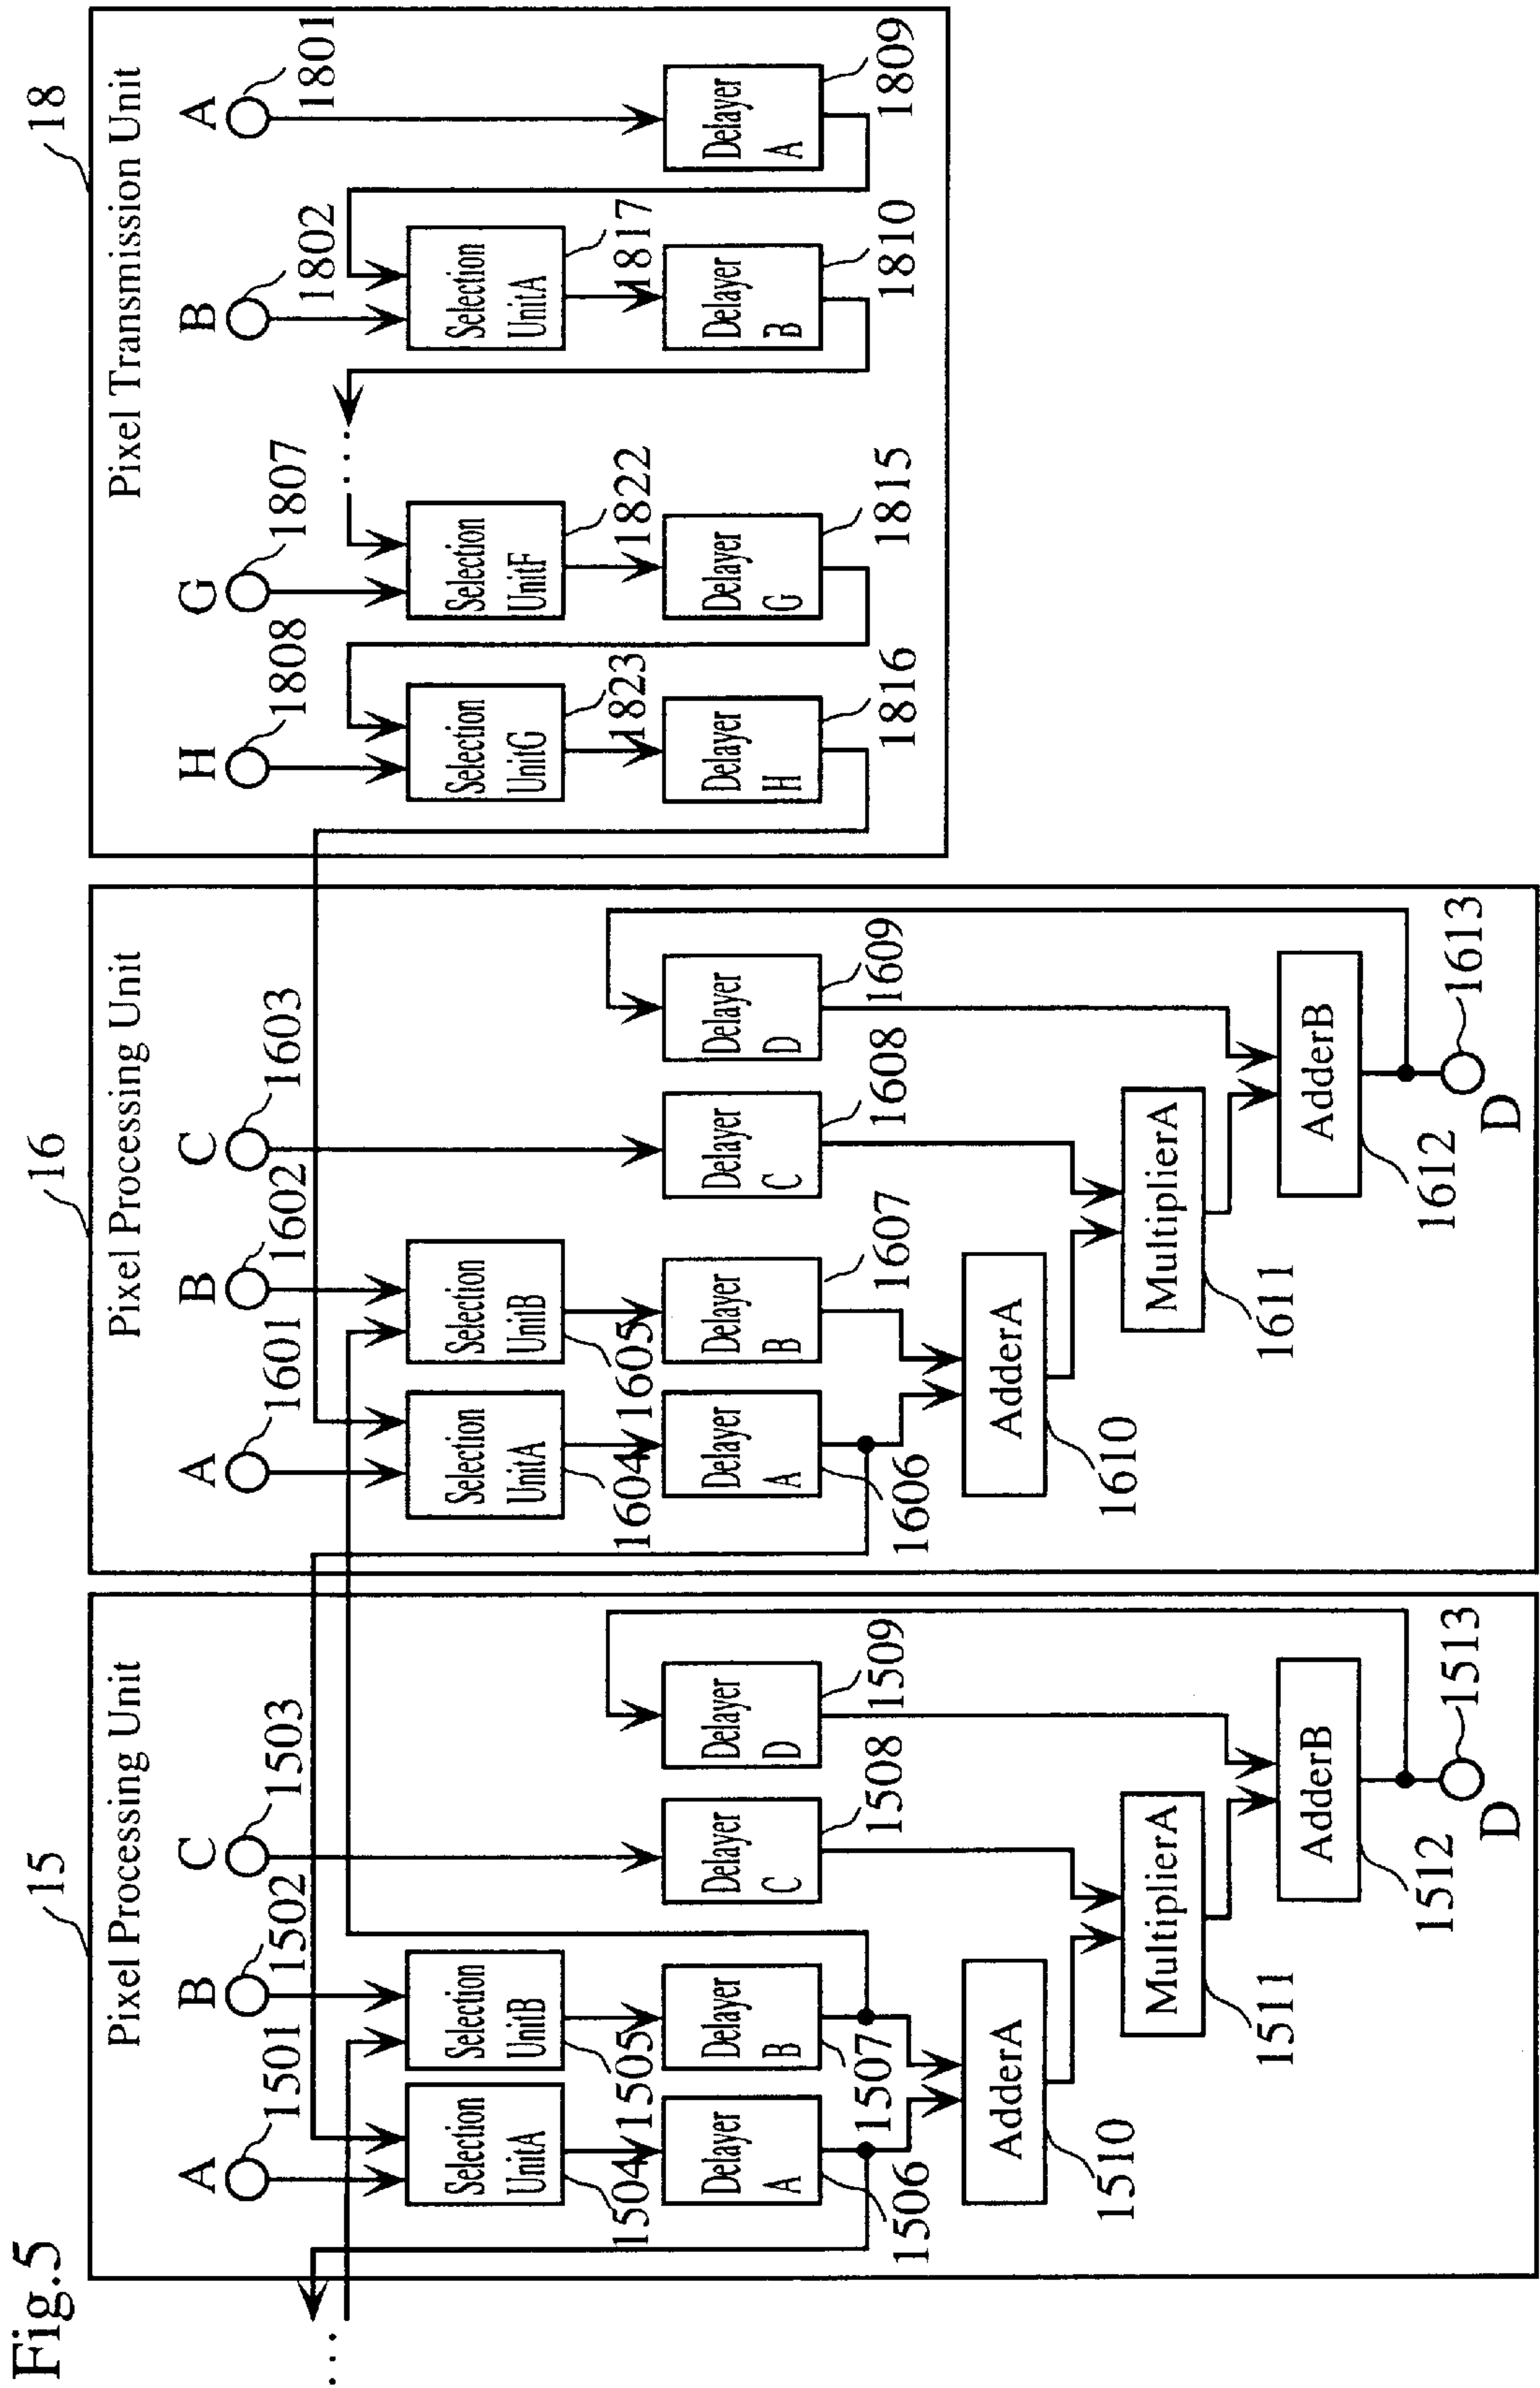 Fig.5
15
Pixel Processing Unit
A
1501
B
1502
C
1503
Selection
UnitA
1504
Selection
UnitB
1505
Delayer
A
1506
Delayer
B
1507
Delayer
C
1508
Delayer
D
1509
AdderA
1510
MultiplierA
1511
AdderB
1512
D
1513
...
16
Pixel Processing Unit
A
1601
B
1602
C
1603
Selection
UnitA
1604
Selection
UnitB
1605
Delayer
A
1606
Delayer
B
1607
Delayer
C
1608
Delayer
D
1609
AdderA
1610
MultiplierA
1611
AdderB
1612
D
1613
18
Pixel Transmission Unit
H
1808
G
1807
B
1802
A
1801
Selection
UnitG
1823
Selection
UnitF
1822
...
Selection
UnitA
1817
Delayer
H
1816
Delayer
G
1815
Delayer
B
1810
Delayer
A
1809